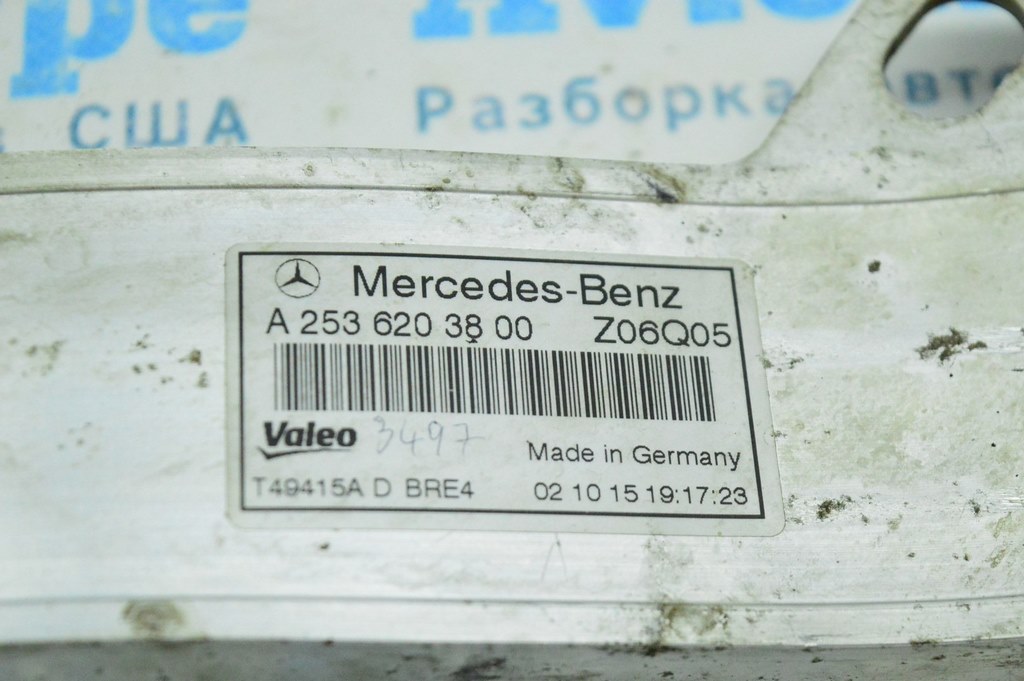 США
Разборка авто
Mercedes-Benz
A 253 620 38 00 Z06Q05
Valeo 3497
Made in Germany
T49415A D BRE4 02 10 15 19:17:23